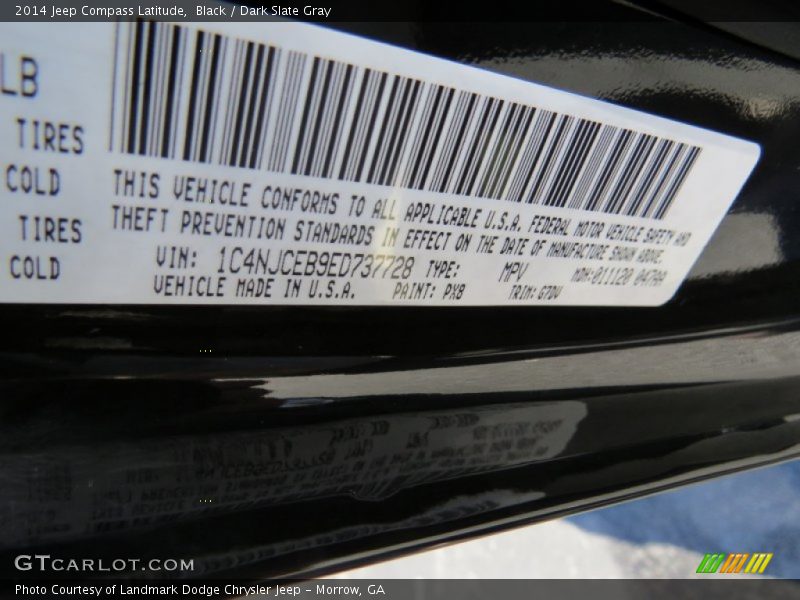 2014 Jeep Compass Latitude, Black / Dark Slate Gray
LB
TIRES
COLD
TIRES
COLD
THIS VEHICLE CONFORMS TO ALL APPLICABLE U.S.A. FEDERAL MOTOR VEHICLE SAFETY AND
THEFT PREVENTION STANDARDS IN EFFECT ON THE DATE OF MANUFACTURE SHOWN ABOVE.
VIN: 1C4NJCEB9ED737728 TYPE: MPV MDH:011120 047AA
VEHICLE MADE IN U.S.A. PAINT: PX8 TRIM: G7DV
GTCARLOT.COM
Photo Courtesy of Landmark Dodge Chrysler Jeep – Morrow, GA